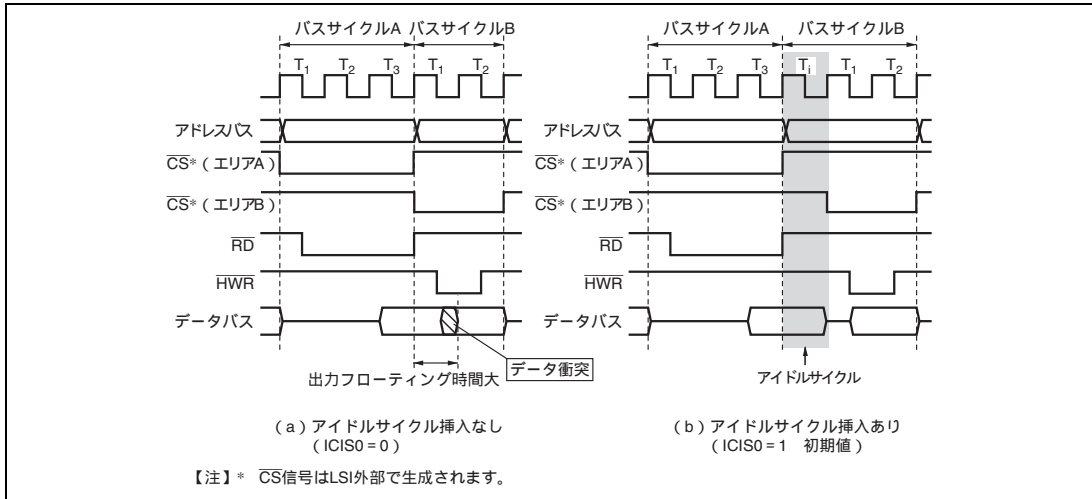 バスサイクルA バスサイクルB バスサイクルA バスサイクルB
T1 T2 T3 T1 T2 T1 T2 T3 Ti T1 T2
アドレスバス アドレスバス
CS*（エリアA） CS*（エリアA）
CS*（エリアB） CS*（エリアB）
RD RD
HWR HWR
データバス データバス
出力フローティング時間大 データ衝突 アイドルサイクル
（a）アイドルサイクル挿入なし （b）アイドルサイクル挿入あり
（ICIS0 = 0） （ICIS0 = 1 初期値）
【注】* CS信号はLSI外部で生成されます。